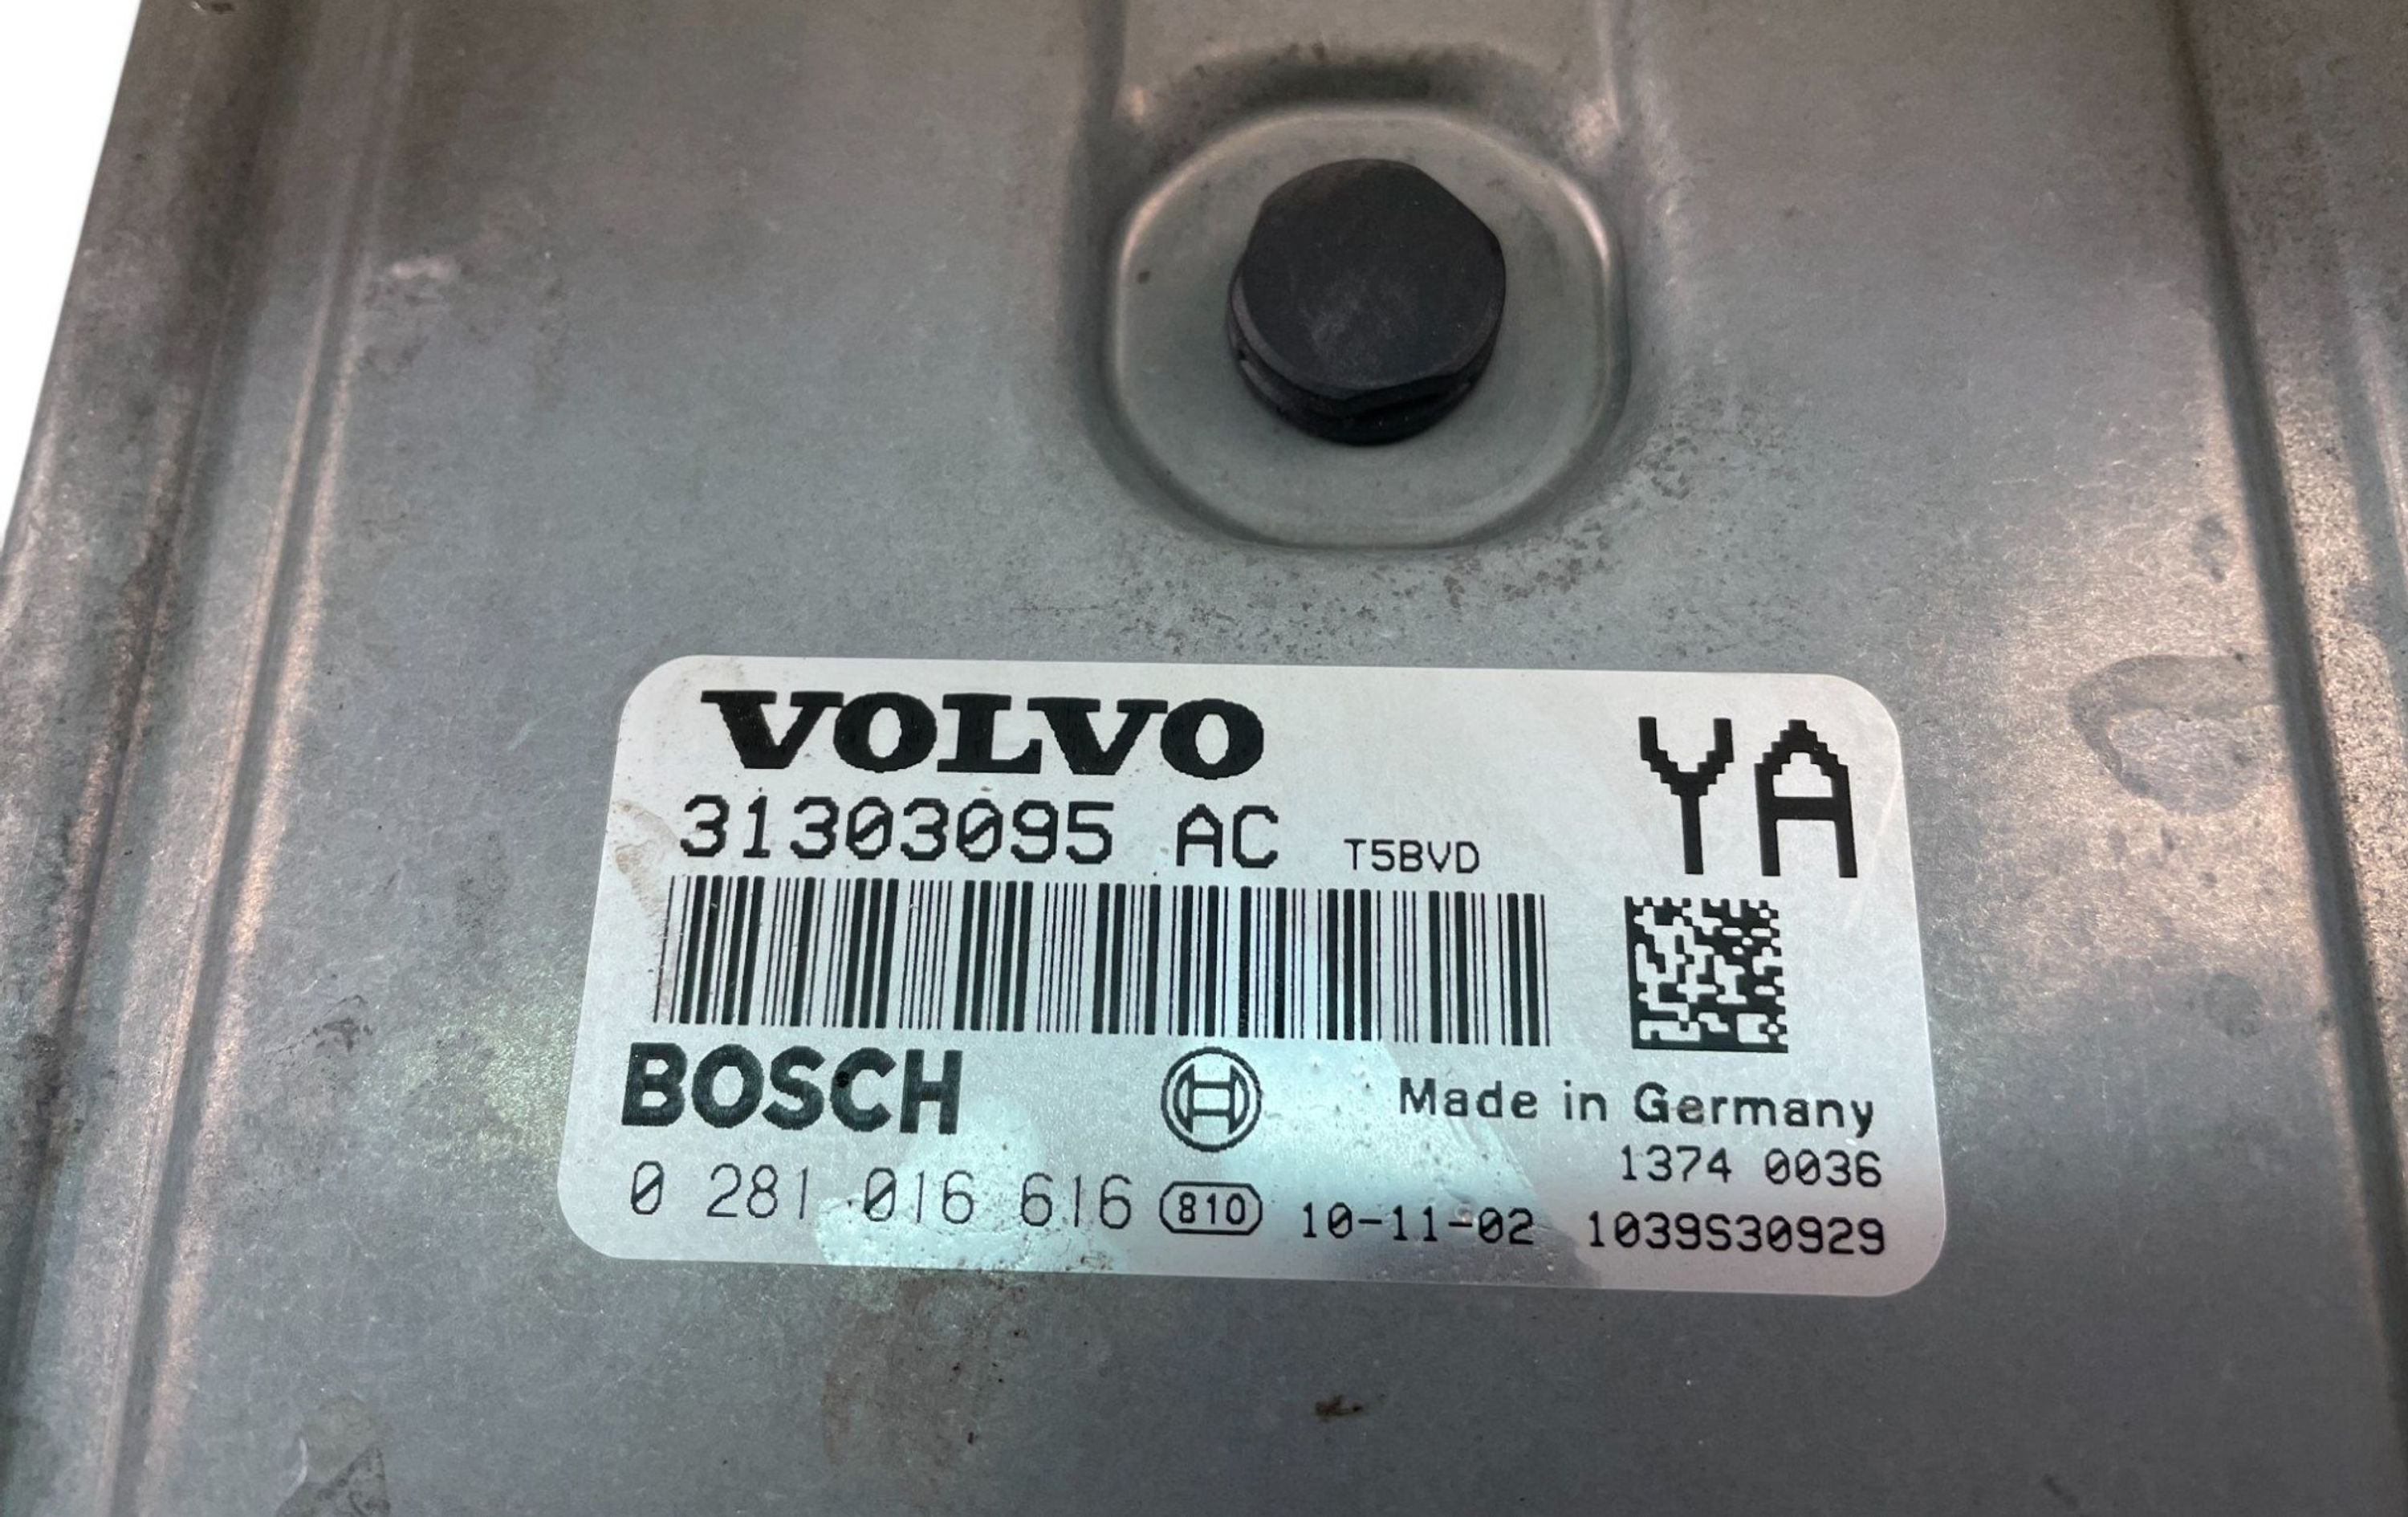 VOLVO
YA
31303095 AC T5BVD
BOSCH
Made in Germany
1374 0036
0 281 016 616 810 10-11-02 1039S30929